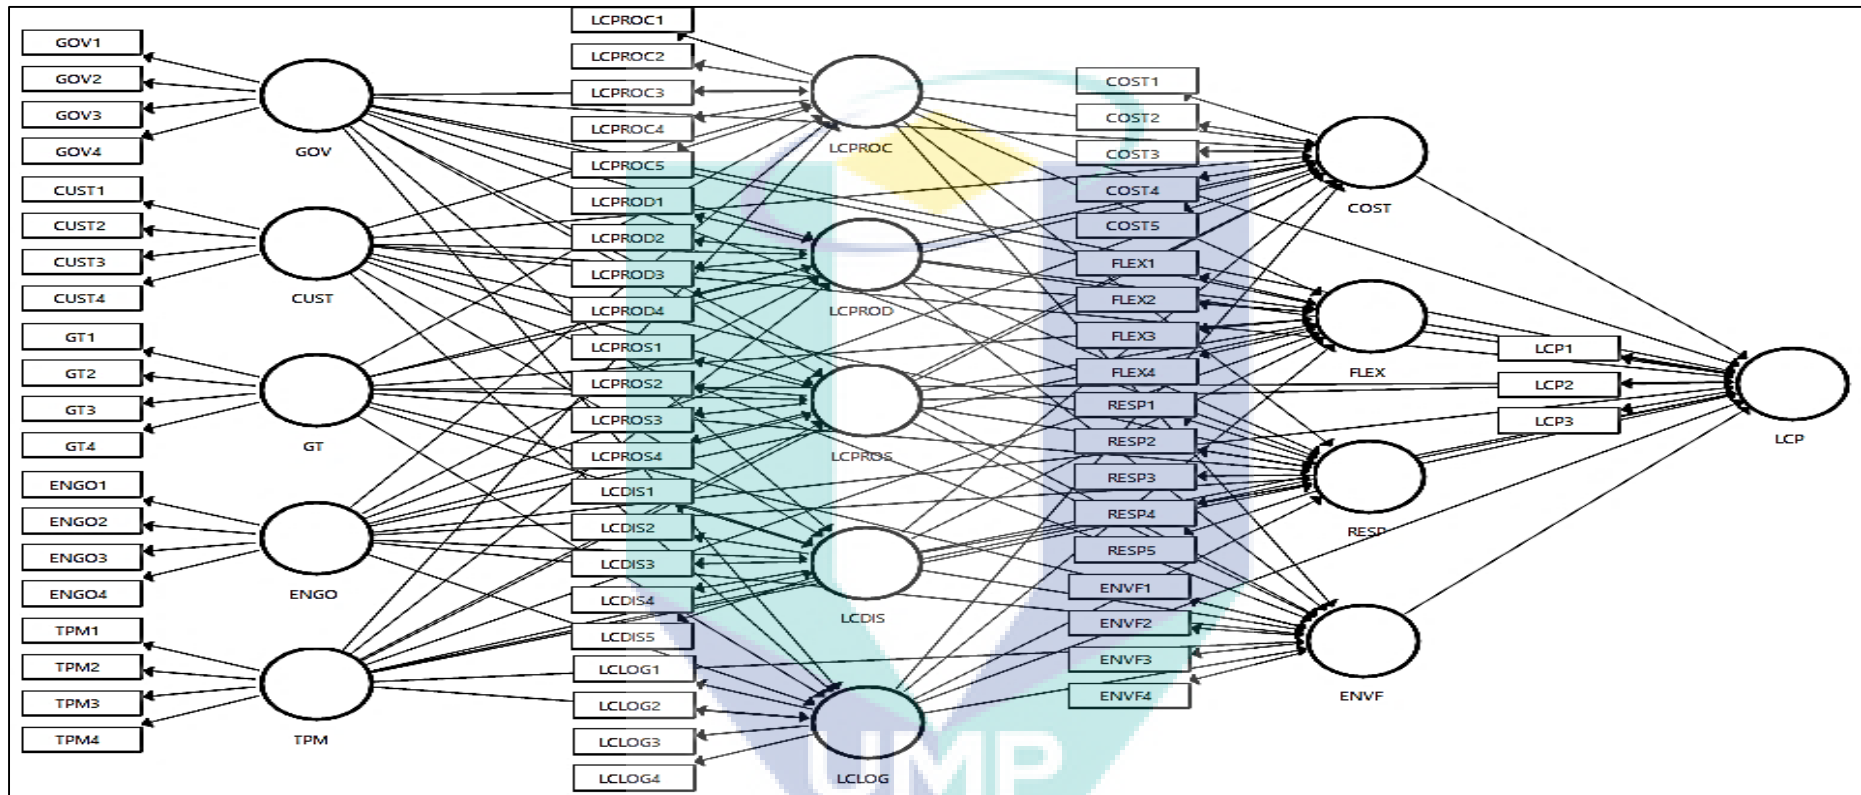 GOV1
GOV2
GOV3
GOV4
CUST1
CUST2
CUST3
CUST4
GT1
GT2
GT3
GT4
ENGO1
ENGO2
ENGO3
ENGO4
TPM1
TPM2
TPM3
TPM4
GOV
CUST
GT
ENGO
TPM
LCPROC1
LCPROC2
LCPROC3
LCPROC4
LCPROC5
LCPROD1
LCPROD2
LCPROD3
LCPROD4
LCPROS1
LCPROS2
LCPROS3
LCPROS4
LCDIS1
LCDIS2
LCDIS3
LCDIS4
LCDIS5
LCLOG1
LCLOG2
LCLOG3
LCLOG4
LCPROC
LCPROD
LCPROS
LCDIS
LCLOG
UMP
COST1
COST2
COST3
COST4
COST5
FLEX1
FLEX2
FLEX3
FLEX4
RESP1
RESP2
RESP3
RESP4
RESP5
ENVF1
ENVF2
ENVF3
ENVF4
COST
FLEX
RESP
ENVF
LCP1
LCP2
LCP3
LCP